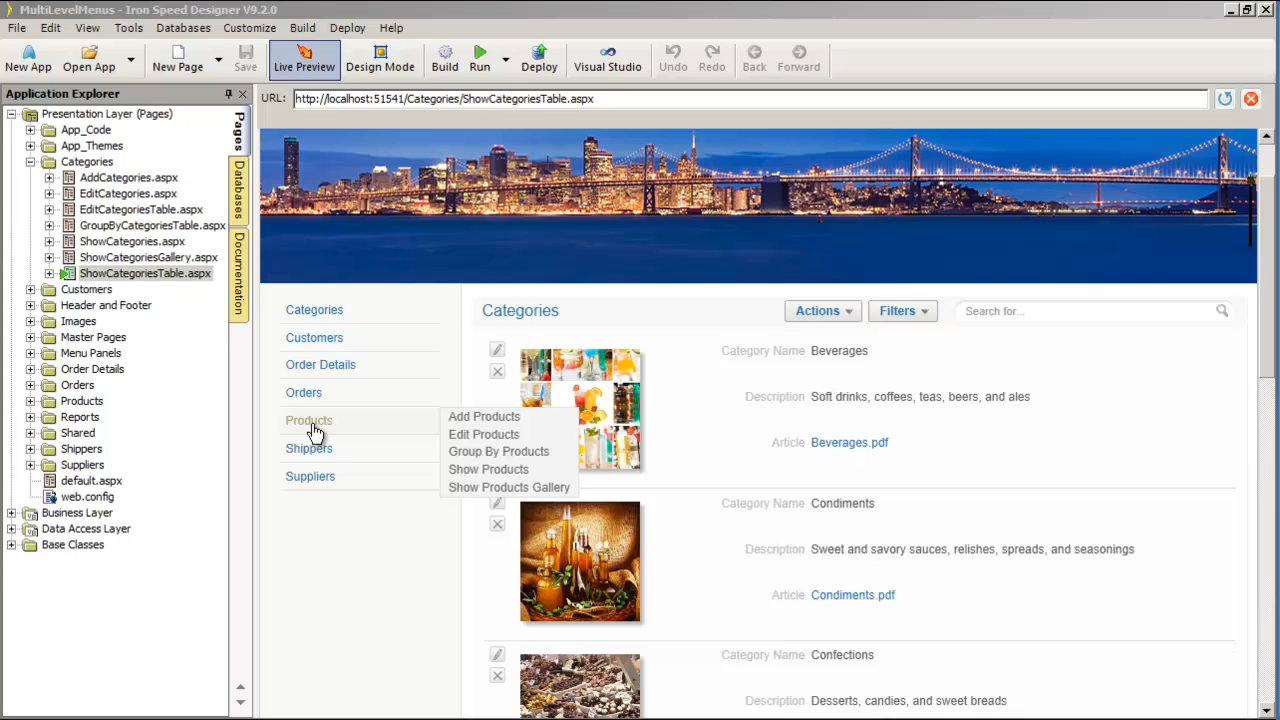 MultiLevelMenus - Iron Speed Designer V9.2.0
File Edit View Tools Databases Customize Build Deploy Help
New App Open App New Page Save Live Preview Design Mode Build Run Deploy Visual Studio Undo Redo Back Forward
Application Explorer
URL: http://localhost:51541/Categories/ShowCategoriesTable.aspx
Presentation Layer (Pages)
App_Code
App_Themes
Categories
AddCategories.aspx
EditCategories.aspx
EditCategoriesTable.aspx
GroupByCategoriesTable.aspx
ShowCategories.aspx
ShowCategoriesGallery.aspx
ShowCategoriesTable.aspx
Customers
Header and Footer
Images
Master Pages
Menu Panels
Order Details
Orders
Products
Reports
Shared
Shippers
Suppliers
default.aspx
web.config
Business Layer
Data Access Layer
Base Classes
Pages
Databases
Documentation
Categories
Customers
Order Details
Orders
Products
Shippers
Suppliers
Add Products
Edit Products
Group By Products
Show Products
Show Products Gallery
Categories Actions Filters Search for...
Category Name Beverages
Description Soft drinks, coffees, teas, beers, and ales
Article Beverages.pdf
Category Name Condiments
Description Sweet and savory sauces, relishes, spreads, and seasonings
Article Condiments.pdf
Category Name Confections
Description Desserts, candies, and sweet breads